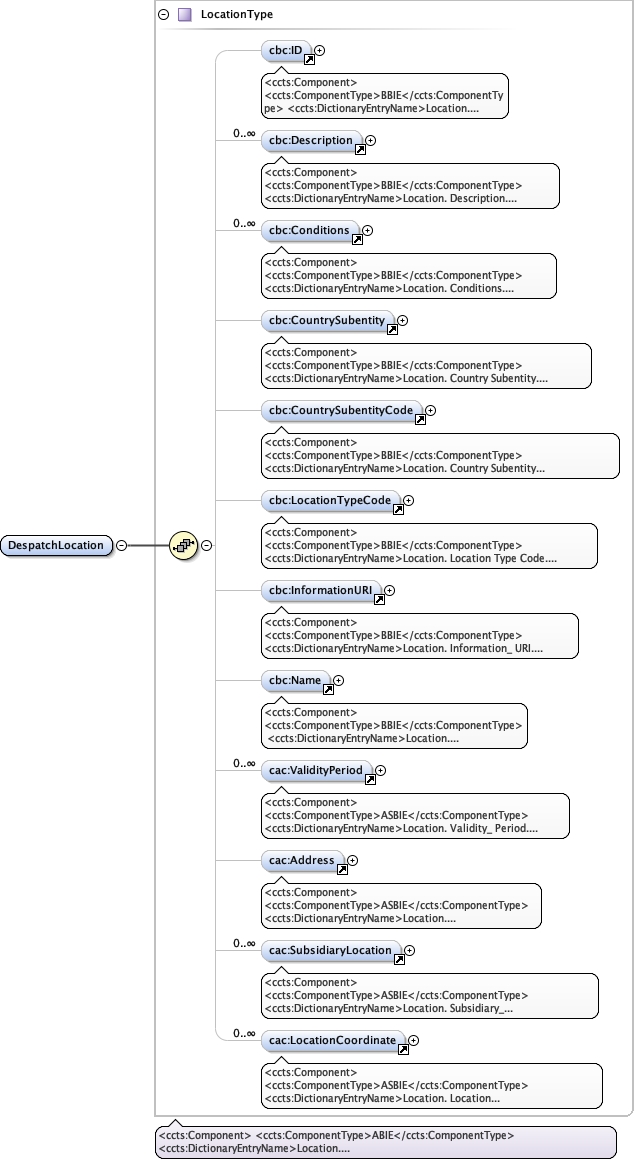 LocationType
cbc:ID
<ccts:Component>
<ccts:ComponentType>BBIE</ccts:ComponentTy
pe> <ccts:DictionaryEntryName>Location....
0..∞
cbc:Description
<ccts:Component>
<ccts:ComponentType>BBIE</ccts:ComponentType>
<ccts:DictionaryEntryName>Location. Description....
0..∞
cbc:Conditions
<ccts:Component>
<ccts:ComponentType>BBIE</ccts:ComponentType>
<ccts:DictionaryEntryName>Location. Conditions....
cbc:CountrySubentity
<ccts:Component>
<ccts:ComponentType>BBIE</ccts:ComponentType>
<ccts:DictionaryEntryName>Location. Country Subentity....
cbc:CountrySubentityCode
<ccts:Component>
<ccts:ComponentType>BBIE</ccts:ComponentType>
<ccts:DictionaryEntryName>Location. Country Subentity...
cbc:LocationTypeCode
<ccts:Component>
<ccts:ComponentType>BBIE</ccts:ComponentType>
<ccts:DictionaryEntryName>Location. Location Type Code....
DespatchLocation
cbc:InformationURI
<ccts:Component>
<ccts:ComponentType>BBIE</ccts:ComponentType>
<ccts:DictionaryEntryName>Location. Information_ URI....
cbc:Name
<ccts:Component>
<ccts:ComponentType>BBIE</ccts:ComponentType>
<ccts:DictionaryEntryName>Location....
0..∞
cac:ValidityPeriod
<ccts:Component>
<ccts:ComponentType>ASBIE</ccts:ComponentType>
<ccts:DictionaryEntryName>Location. Validity_ Period....
cac:Address
<ccts:Component>
<ccts:ComponentType>ASBIE</ccts:ComponentType>
<ccts:DictionaryEntryName>Location....
0..∞
cac:SubsidiaryLocation
<ccts:Component>
<ccts:ComponentType>ASBIE</ccts:ComponentType>
<ccts:DictionaryEntryName>Location. Subsidiary_...
0..∞
cac:LocationCoordinate
<ccts:Component>
<ccts:ComponentType>ASBIE</ccts:ComponentType>
<ccts:DictionaryEntryName>Location. Location...
<ccts:Component> <ccts:ComponentType>ABIE</ccts:ComponentType>
<ccts:DictionaryEntryName>Location....